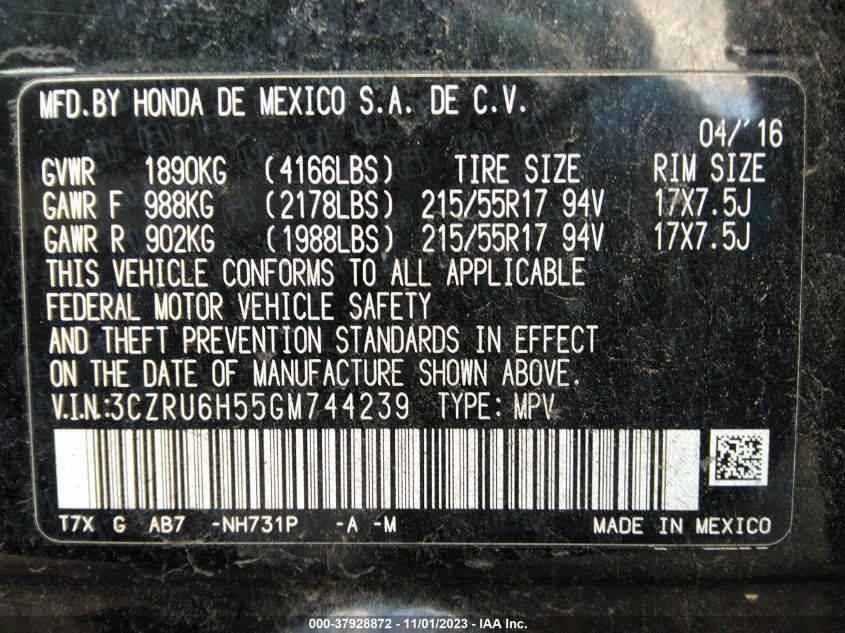 MFD.BY HONDA DE MEXICO S.A. DE C.V.
04/'16
GVWR 1890KG (4166LBS) TIRE SIZE RIM SIZE
GAWR F 988KG (2178LBS) 215/55R17 94V 17X7.5J
GAWR R 902KG (1988LBS) 215/55R17 94V 17X7.5J
THIS VEHICLE CONFORMS TO ALL APPLICABLE
FEDERAL MOTOR VEHICLE SAFETY
AND THEFT PREVENTION STANDARDS IN EFFECT
ON THE DATE OF MANUFACTURE SHOWN ABOVE.
V.I.N.:3CZRU6H55GM744239 TYPE: MPV
T7X G AB7 -NH731P -A -M MADE IN MEXICO
000-37928872 - 11/01/2023 - IAA Inc.